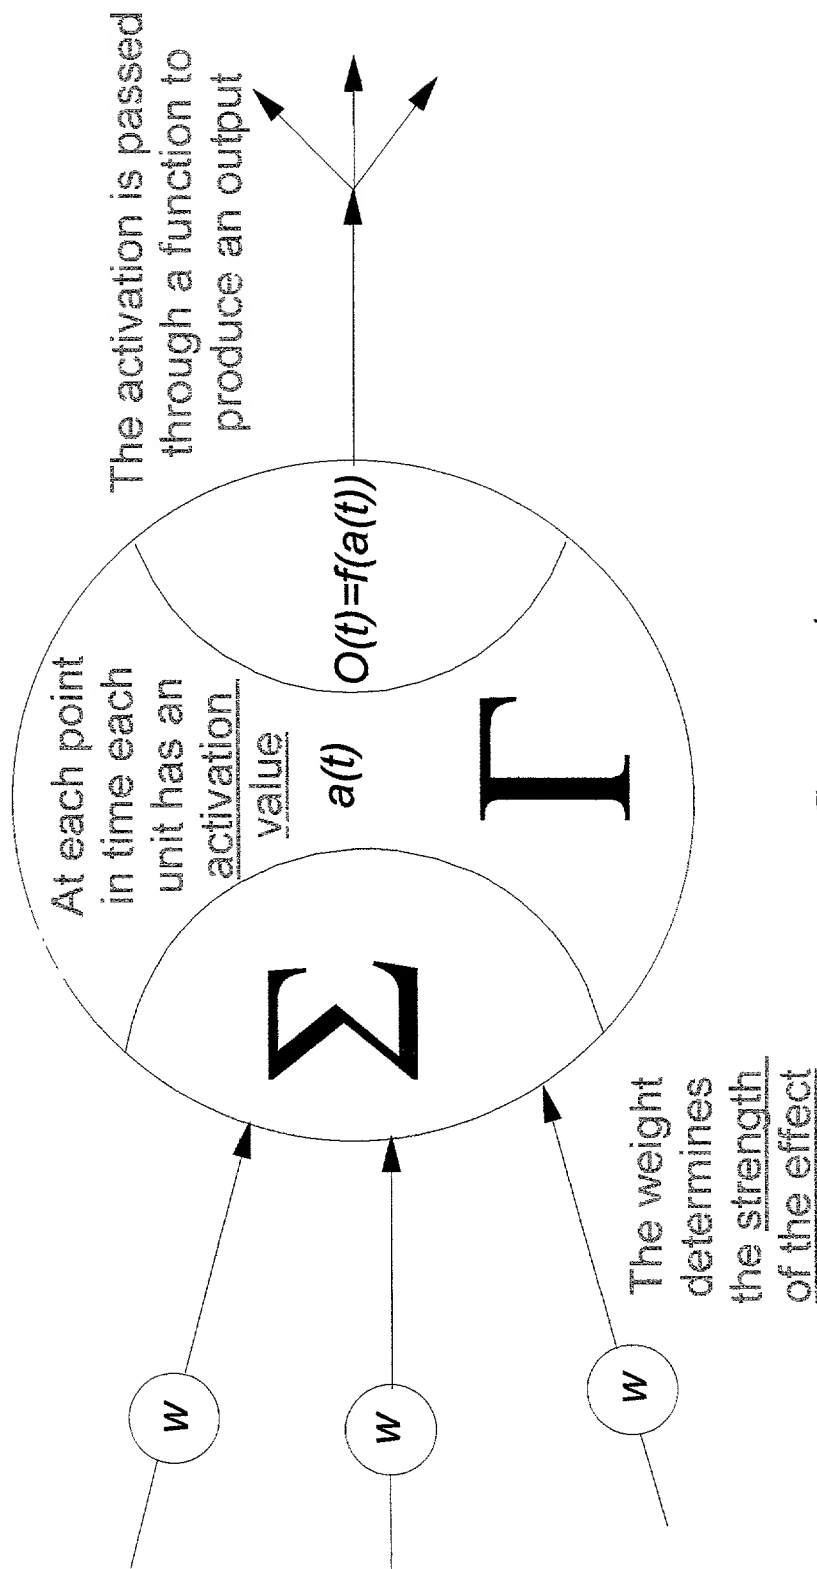 The activation is passed
through a function to
produce an output
At each point
in time each
unit has an
activation
value
Σ
a(t)
O(t)=f(a(t))
Γ
w
w
w
The weight
determines
the strength
of the effect